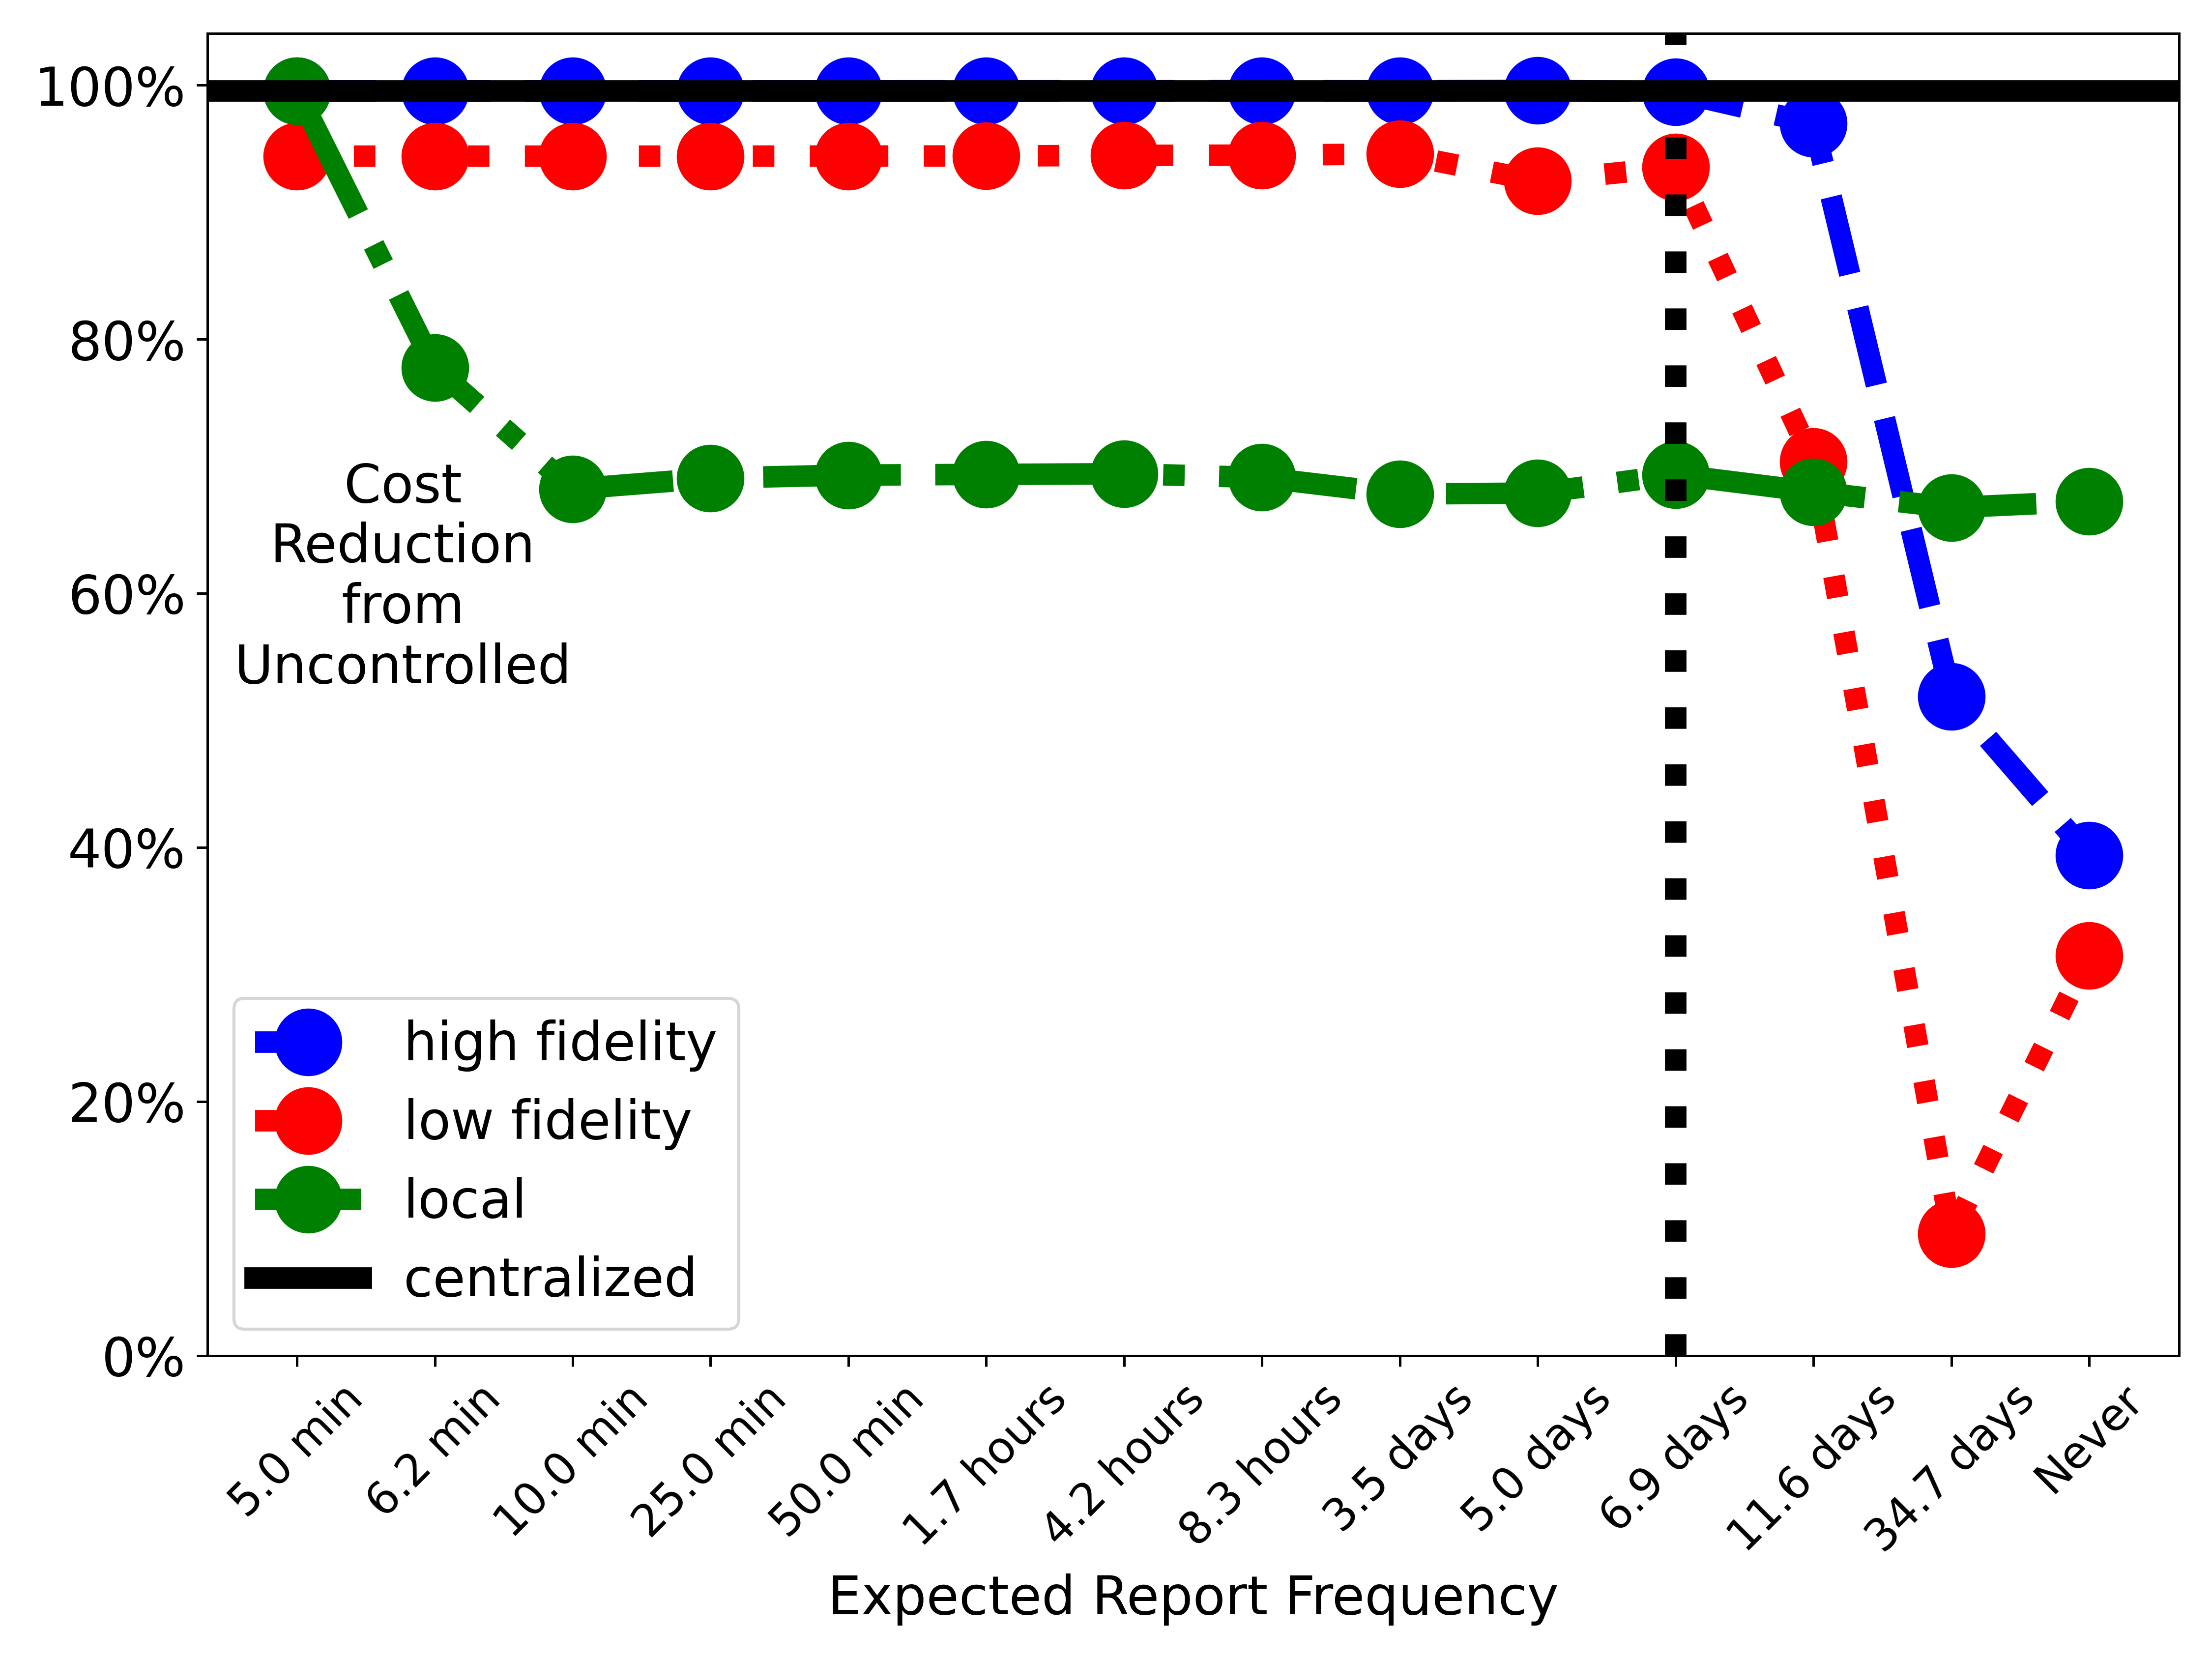 100%
80%
60%
40%
20%
0%
Cost
Reduction
from
Uncontrolled
high fidelity
low fidelity
local
centralized
5.0 min
6.2 min
10.0 min
25.0 min
50.0 min
1.7 hours
4.2 hours
8.3 hours
3.5 days
5.0 days
6.9 days
11.6 days
34.7 days
Never
Expected Report Frequency